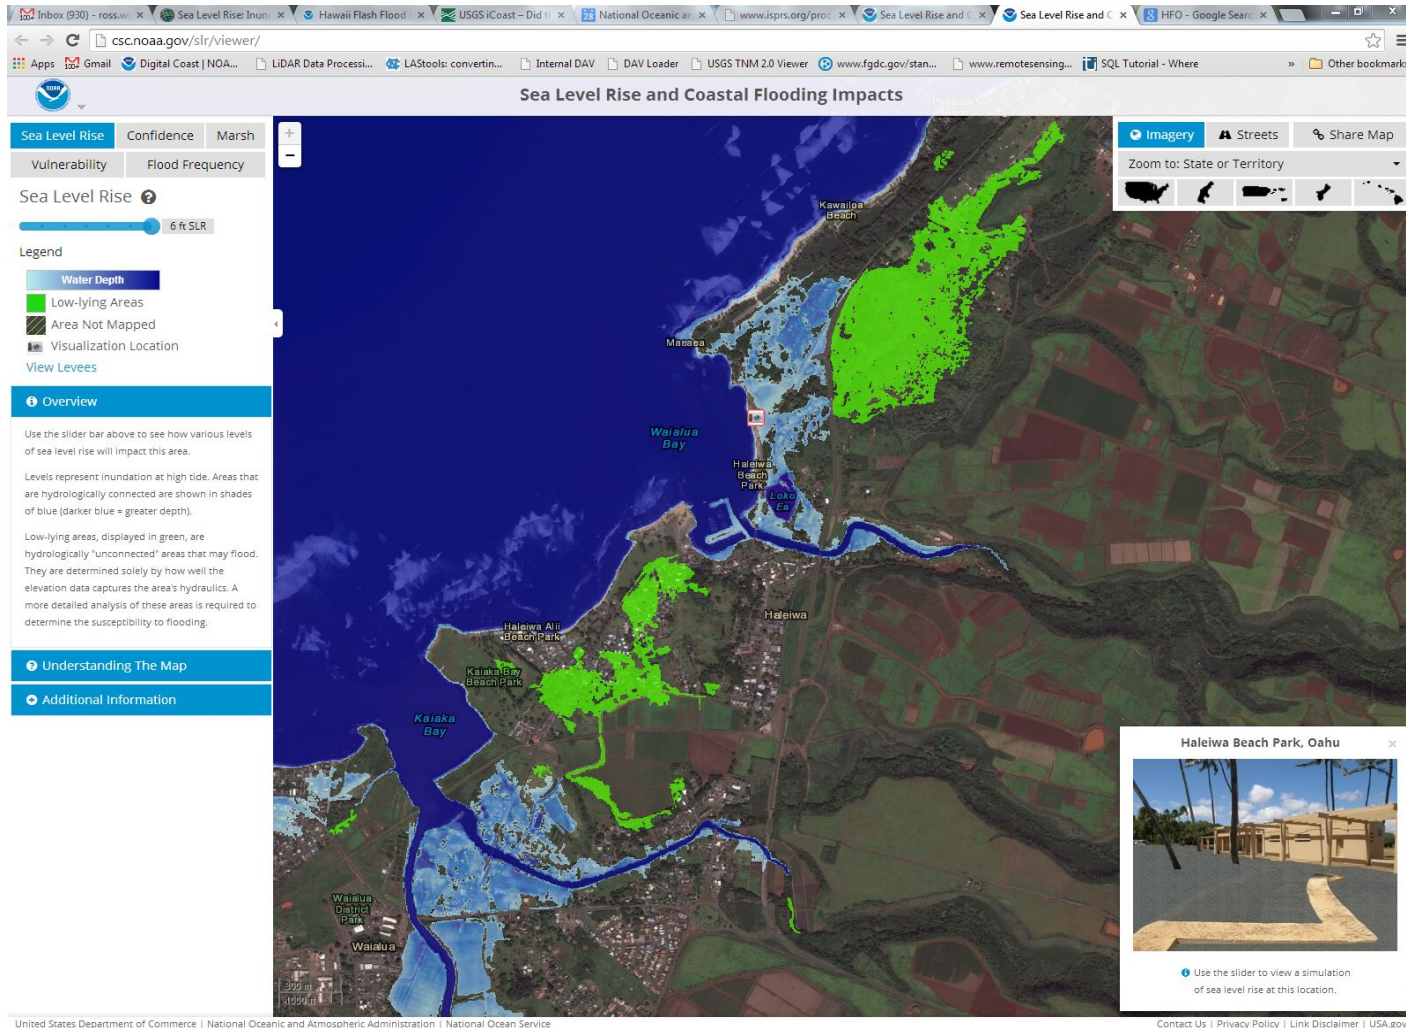 Inbox (930) - ross.w
Sea Level Rise: Inun
Hawaii Flash Flood
USGS iCoast – Did t
National Oceanic a
www.isprs.org/proc
Sea Level Rise and C
Sea Level Rise and C
HFO - Google Searc
csc.noaa.gov/slr/viewer/
Apps
Gmail
Digital Coast | NOA...
LiDAR Data Processi...
LAStools: convertin...
Internal DAV
DAV Loader
USGS TNM 2.0 Viewer
www.fgdc.gov/stan...
www.remotesensing...
SQL Tutorial - Where
»
Other bookmarks
NOAA
Sea Level Rise and Coastal Flooding Impacts
Sea Level Rise
Confidence
Marsh
Vulnerability
Flood Frequency
Sea Level Rise
6 ft SLR
Legend
Water Depth
Low-lying Areas
Area Not Mapped
Visualization Location
View Levees
Overview
Use the slider bar above to see how various levels
of sea level rise will impact this area.
Levels represent inundation at high tide. Areas that
are hydrologically connected are shown in shades
of blue (darker blue = greater depth).
Low-lying areas, displayed in green, are
hydrologically "unconnected" areas that may flood.
They are determined solely by how well the
elevation data captures the area's hydraulics. A
more detailed analysis of these areas is required to
determine the susceptibility to flooding.
Understanding The Map
Additional Information
+
−
Imagery
Streets
Share Map
Zoom to: State or Territory
Kawailoa
Beach
Maeaea
Waialua
Bay
Haleiwa
Beach
Park
Loko
Ea
Haleiwa
Haleiwa Alii
Beach Park
Kaiaka Bay
Beach Park
Kaiaka
Bay
Waialua
District
Park
Waialua
300 m
1000 ft
Haleiwa Beach Park, Oahu
×
Use the slider to view a simulation
of sea level rise at this location.
United States Department of Commerce | National Oceanic and Atmospheric Administration | National Ocean Service
Contact Us | Privacy Policy | Link Disclaimer | USA.gov